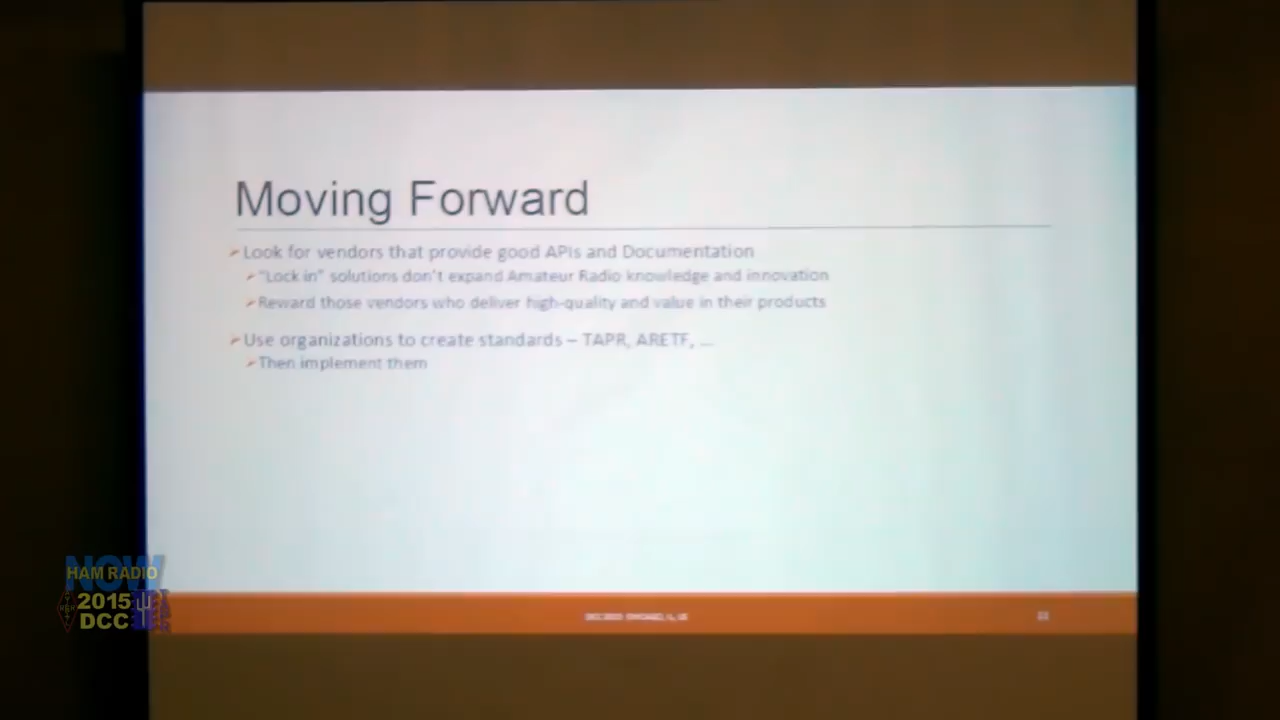 Moving Forward
Look for vendors that provide good APIs and Documentation
"Lock in" solutions don't expand Amateur Radio knowledge and innovation
Reward those vendors who deliver high-quality and value in their products
Use organizations to create standards – TAPR, ARETF, ...
Then implement them
NOW
HAM RADIO
2015
DCC